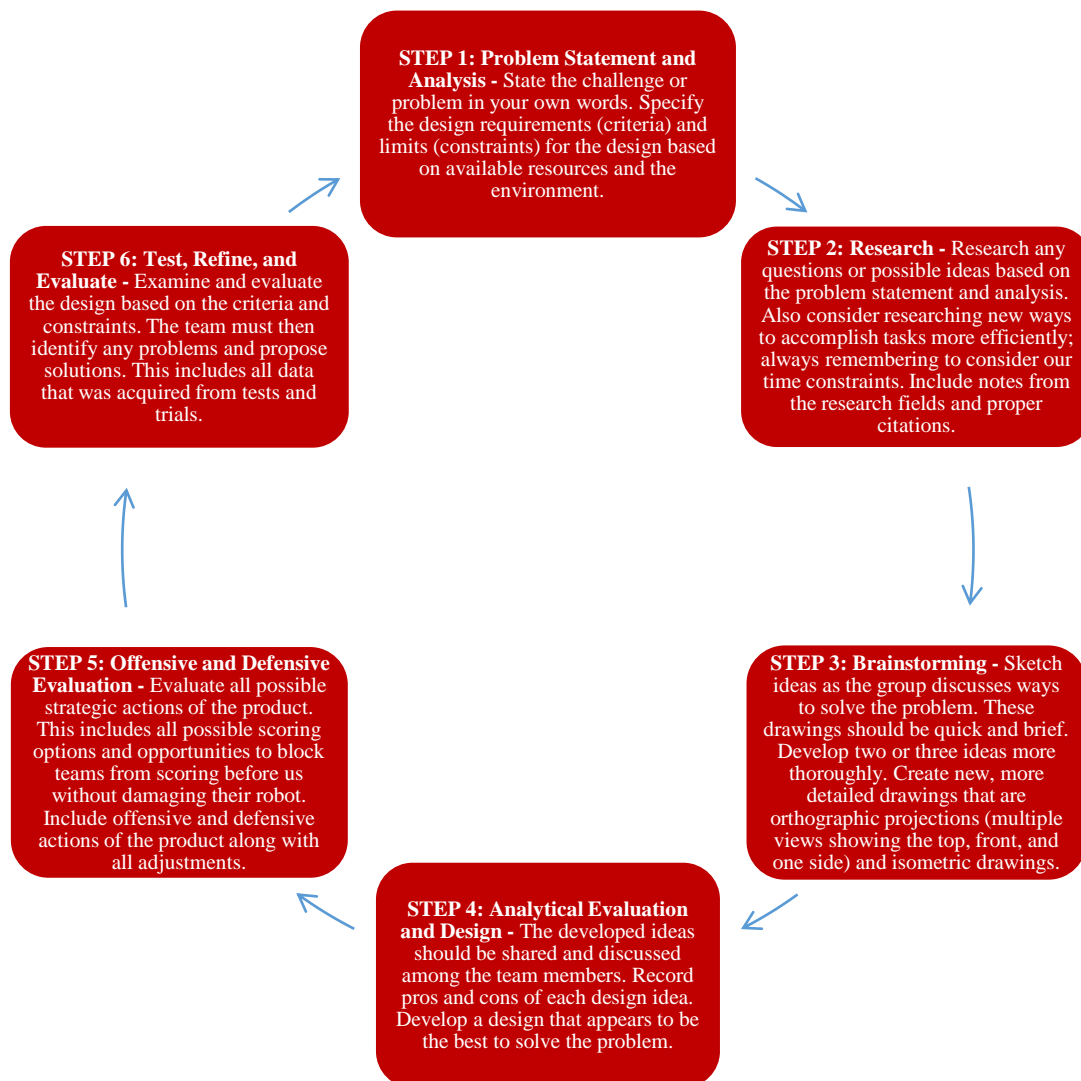 STEP 1: Problem Statement and
Analysis - State the challenge or
problem in your own words. Specify
the design requirements (criteria) and
limits (constraints) for the design based
on available resources and the
environment.
STEP 2: Research - Research any
questions or possible ideas based on
the problem statement and analysis.
Also consider researching new ways
to accomplish tasks more efficiently;
always remembering to consider our
time constraints. Include notes from
the research fields and proper
citations.
STEP 3: Brainstorming - Sketch
ideas as the group discusses ways
to solve the problem. These
drawings should be quick and brief.
Develop two or three ideas more
thoroughly. Create new, more
detailed drawings that are
orthographic projections (multiple
views showing the top, front, and
one side) and isometric drawings.
STEP 4: Analytical Evaluation
and Design - The developed ideas
should be shared and discussed
among the team members. Record
pros and cons of each design idea.
Develop a design that appears to be
the best to solve the problem.
STEP 5: Offensive and Defensive
Evaluation - Evaluate all possible
strategic actions of the product.
This includes all possible scoring
options and opportunities to block
teams from scoring before us
without damaging their robot.
Include offensive and defensive
actions of the product along with
all adjustments.
STEP 6: Test, Refine, and
Evaluate - Examine and evaluate
the design based on the criteria and
constraints. The team must then
identify any problems and propose
solutions. This includes all data
that was acquired from tests and
trials.